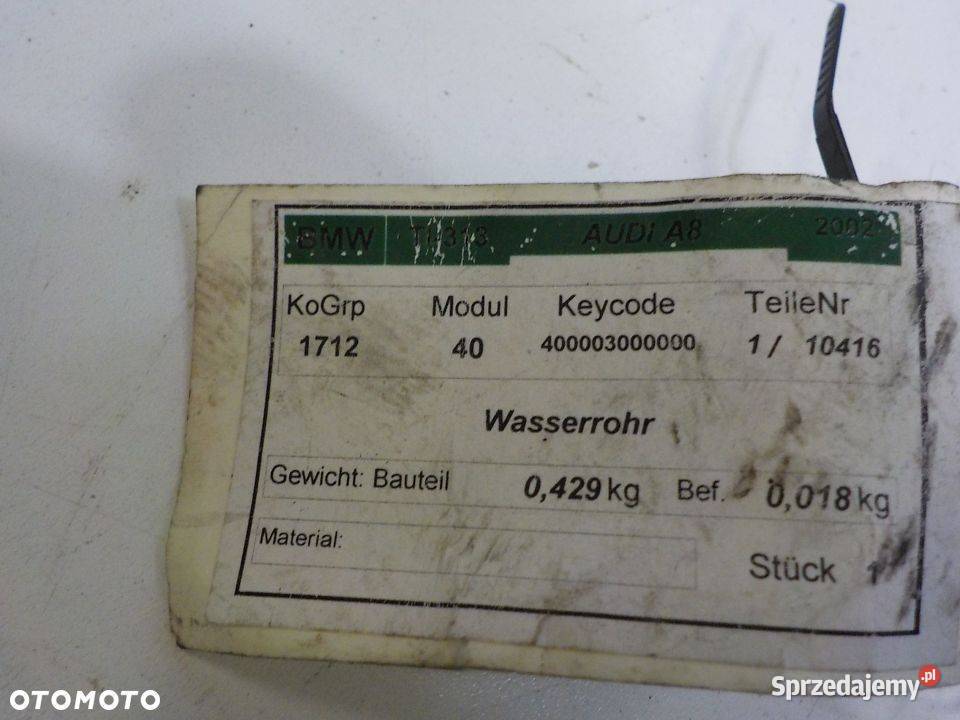 BMW AUDI A8 2002
KoGrp Modul Keycode TeileNr
1712 40 400003000000 1 / 10416
Wasserrohr
Gewicht: Bauteil 0,429 kg Bef. 0,018 kg
Material:
Stück 1
OTOMOTO
Sprzedajemy.pl